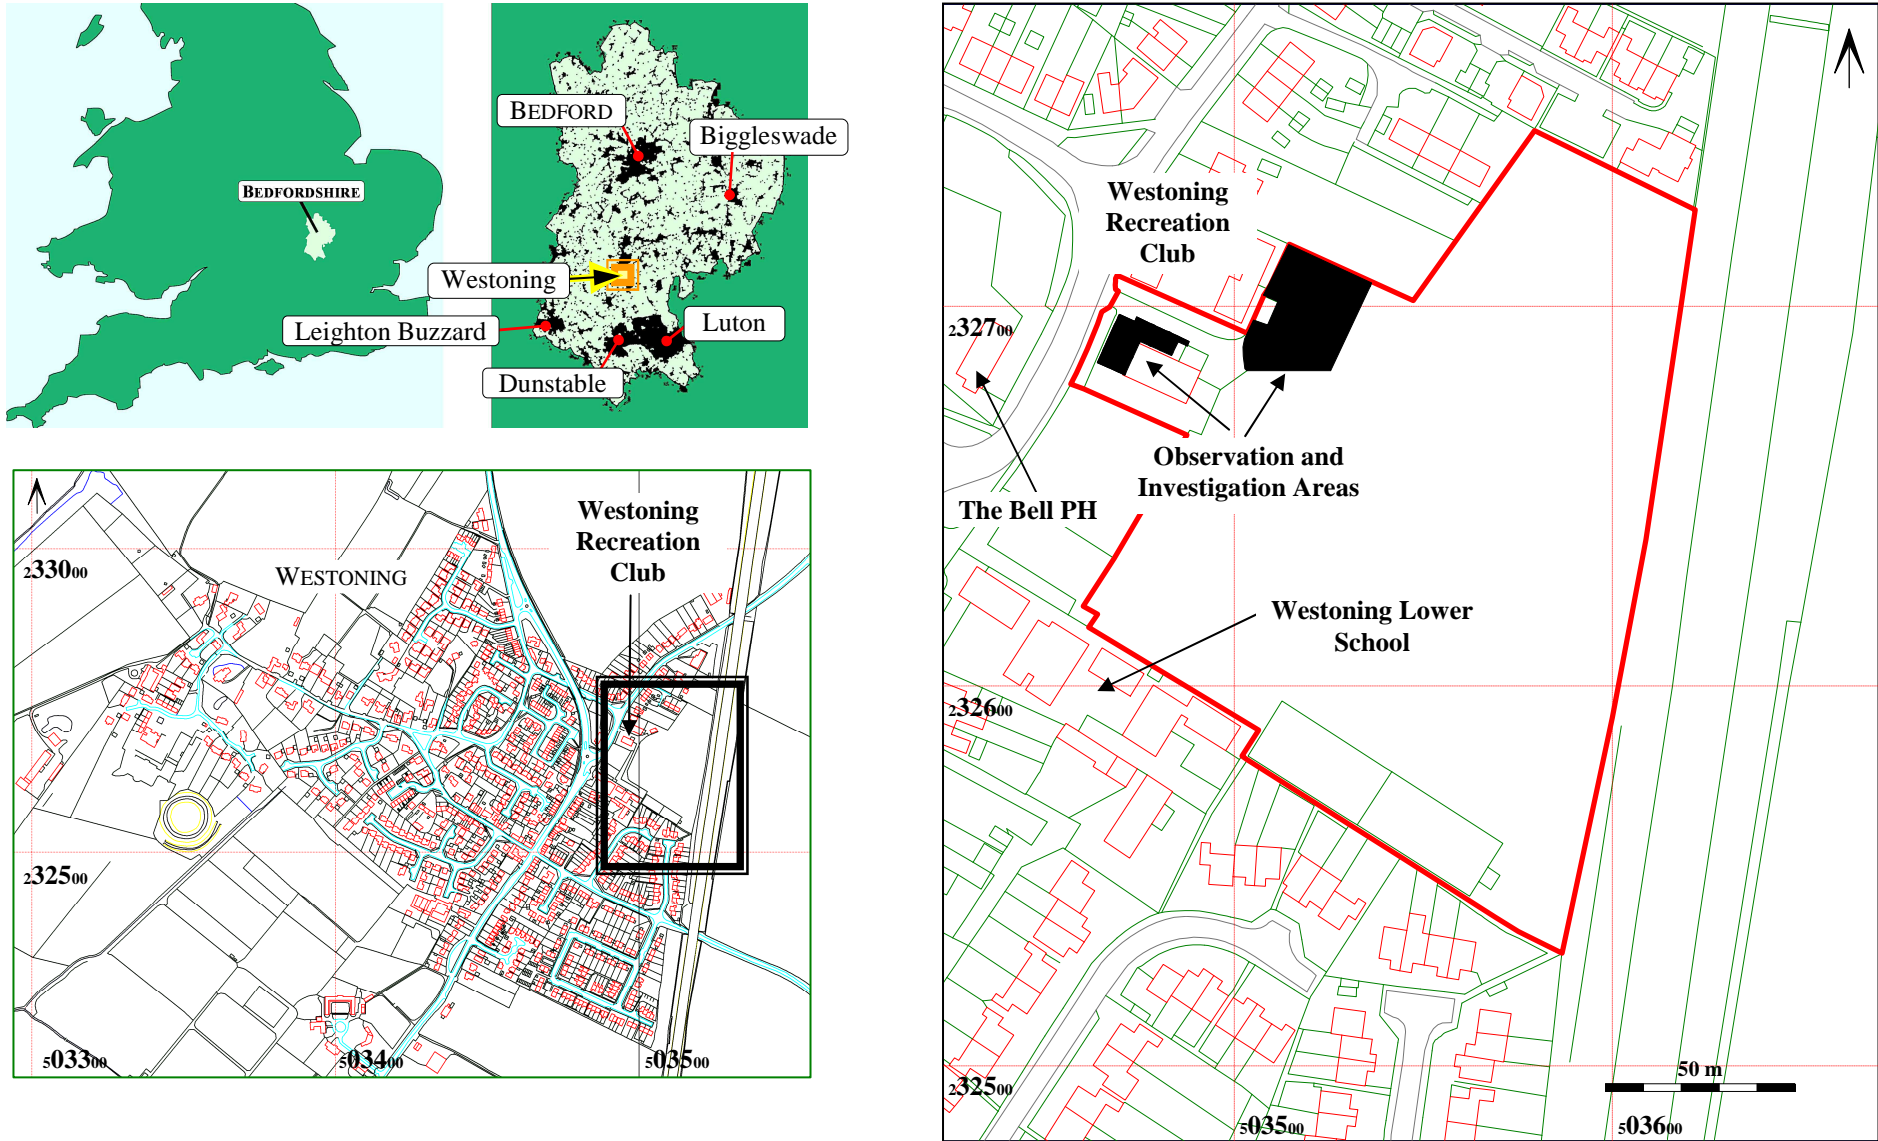 BEDFORDSHIRE
BEDFORD
Biggleswade
Westoning
Leighton Buzzard
Luton
Dunstable
Westoning
Recreation
Club
WESTONING
233000
232500
503300
503400
503500
Westoning
Recreation
Club
232700
Observation and
Investigation Areas
The Bell PH
Westoning Lower
School
232600
232500
50 m
503500
503600